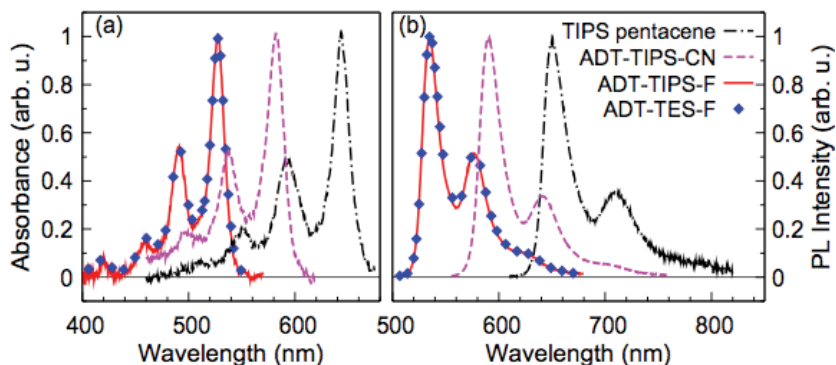 (a)
(b)
TIPS pentacene
ADT-TIPS-CN
ADT-TIPS-F
ADT-TES-F
Absorbance (arb. u.)
PL Intensity (arb. u.)
1
0.8
0.6
0.4
0.2
0
1
0.8
0.6
0.4
0.2
0
400 500 600
500 600 700 800
Wavelength (nm)
Wavelength (nm)